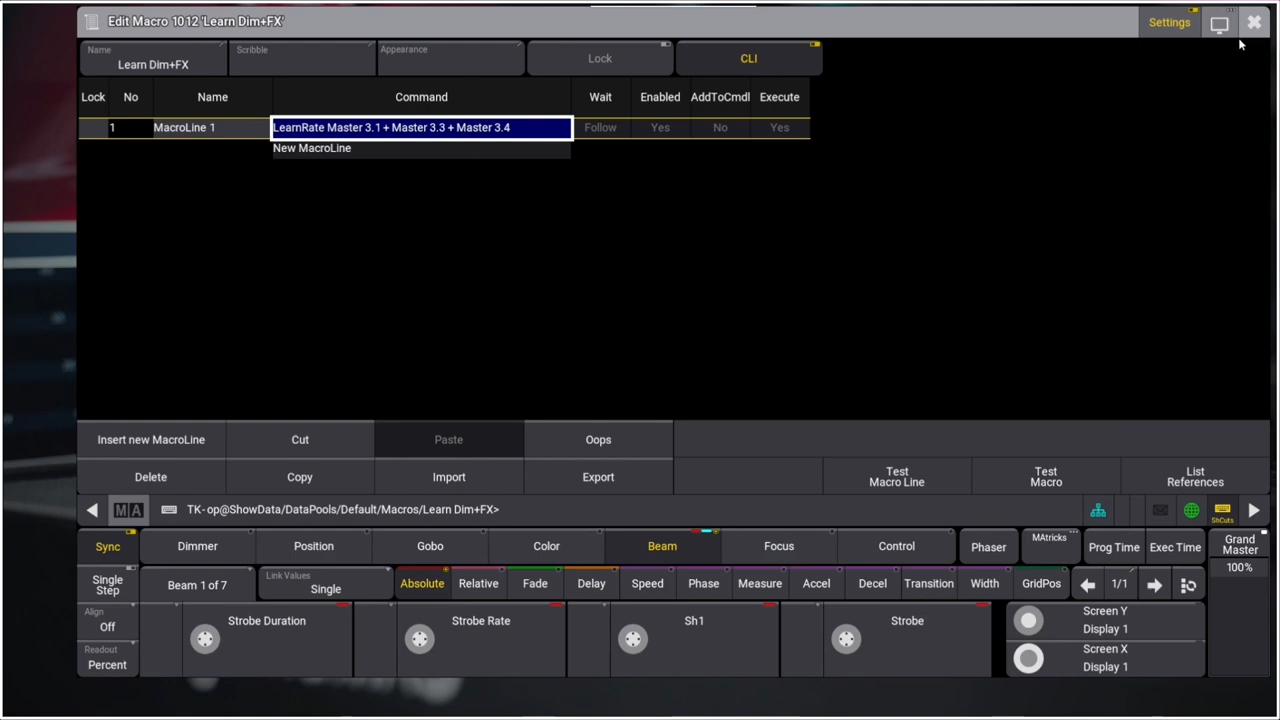 Edit Macro 1012 'Learn Dim+FX'
Settings
Name
Learn Dim+FX
Scribble
Appearance
Lock
CLI
Lock No Name Command Wait Enabled AddToCmdl Execute
1 MacroLine 1 LearnRate Master 3.1 + Master 3.3 + Master 3.4 Follow Yes No Yes
New MacroLine
Insert new MacroLine Cut Paste Oops
Delete Copy Import Export
Test
Macro Line
Test
Macro
List
References
MA TK-op@ShowData/DataPools/Default/Macros/Learn Dim+FX>
ShCuts
Sync Dimmer Position Gobo Color Beam Focus Control Phaser MAtricks Prog Time Exec Time
Grand
Master
100%
Single
Step
Beam 1 of 7
Link Values
Single
Absolute Relative Fade Delay Speed Phase Measure Accel Decel Transition Width GridPos 1/1
Align
Off
Readout
Percent
Strobe Duration Strobe Rate Sh1 Strobe
Screen Y
Display 1
Screen X
Display 1